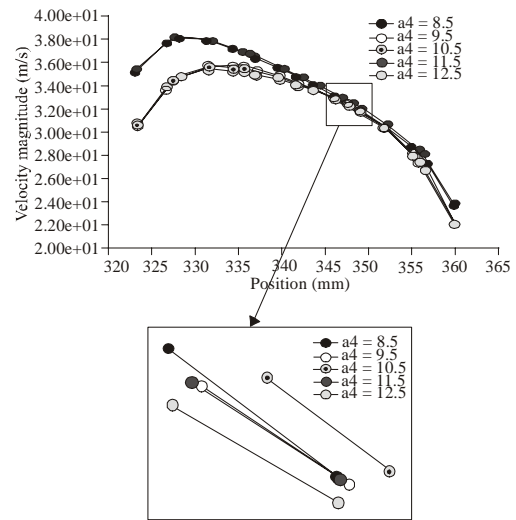 4.00e+01
3.80e+01
3.60e+01
3.40e+01
3.20e+01
3.00e+01
2.80e+01
2.60e+01
2.40e+01
2.20e+01
2.00e+01
Velocity magnitude (m/s)
a4 = 8.5
a4 = 9.5
a4 = 10.5
a4 = 11.5
a4 = 12.5
320 325 330 335 340 345 350 355 360 365
Position (mm)
a4 = 8.5
a4 = 9.5
a4 = 10.5
a4 = 11.5
a4 = 12.5